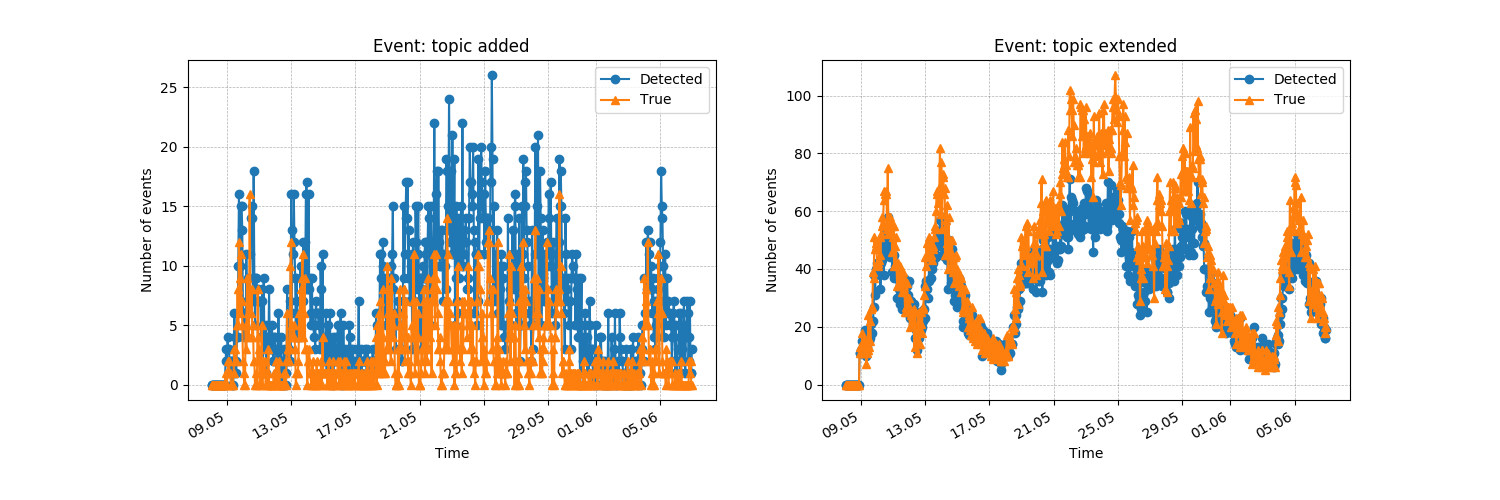 Event: topic added
Detected
True
Number of events
25
20
15
10
5
0
09.05
13.05
17.05
21.05
25.05
29.05
01.06
05.06
Time
Event: topic extended
Detected
True
Number of events
100
80
60
40
20
0
09.05
13.05
17.05
21.05
25.05
29.05
01.06
05.06
Time